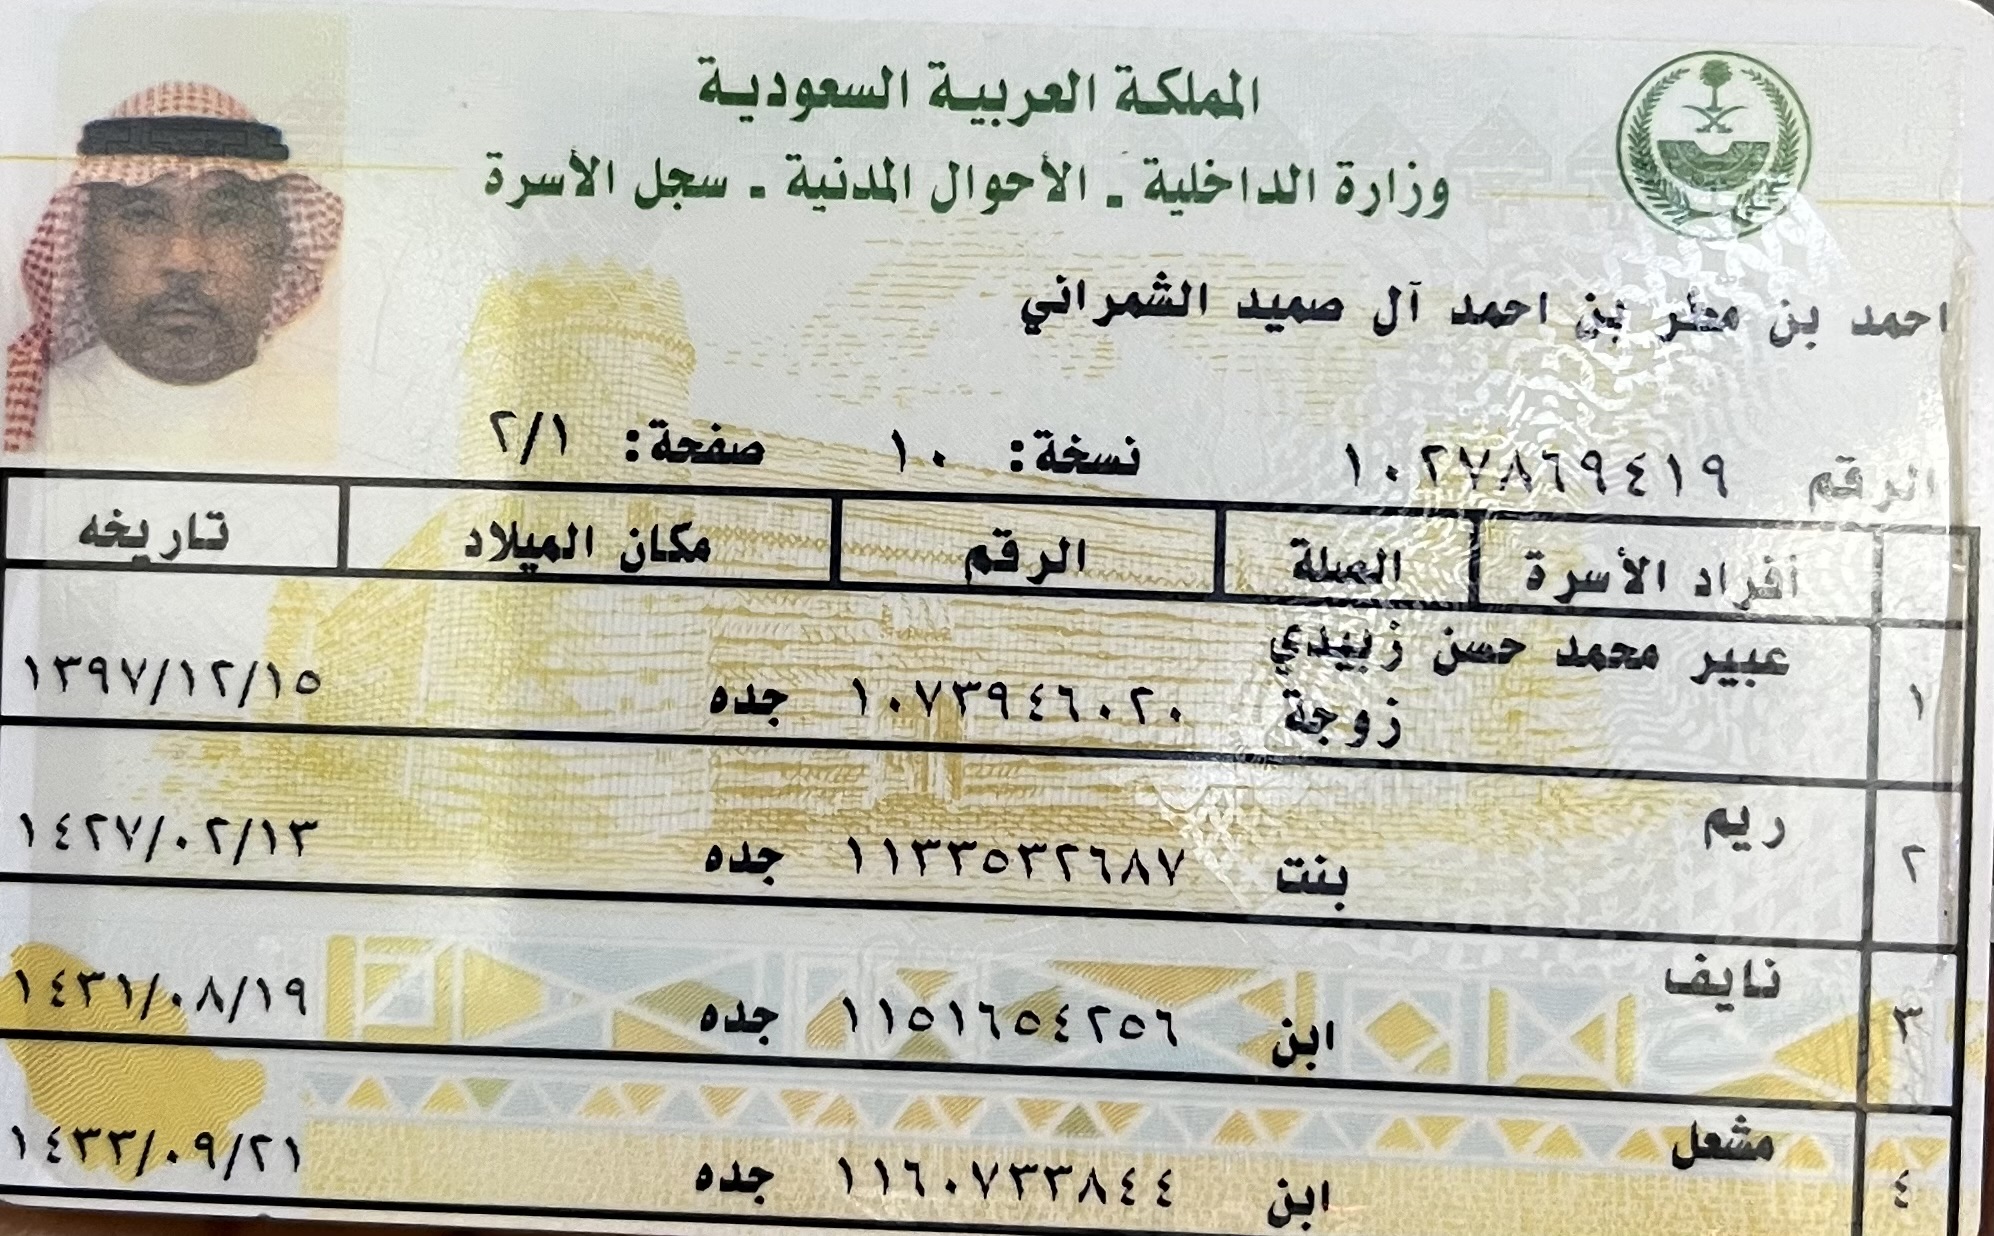 المملكة العربية السعودية
وزارة الداخلية - الأحوال المدنية - سجل الأسرة
احمد بن مطر بن احمد آل صميد الشمراني
الرقم ١٠٢٧٨٦٩٤١٩ نسخة: ١٠ صفحة: ٢/١
أفراد الأسرة الصلة الرقم مكان الميلاد تاريخه
عبير محمد حسن زبيدي
١ زوجة ١٠٧٣٩٤٦٠٢٠ جده ١٣٩٧/١٢/١٥
ريم
٢ بنت ١١٣٣٥٣٢٦٨٧ جده ١٤٢٧/٠٢/١٣
نايف
٣ ابن ١١٥١٦٥٤٢٥٦ جده ١٤٣١/٠٨/١٩
مشعل
٤ ابن ١١٦٠٧٣٣٨٤٤ جده ١٤٣٣/٠٩/٢١